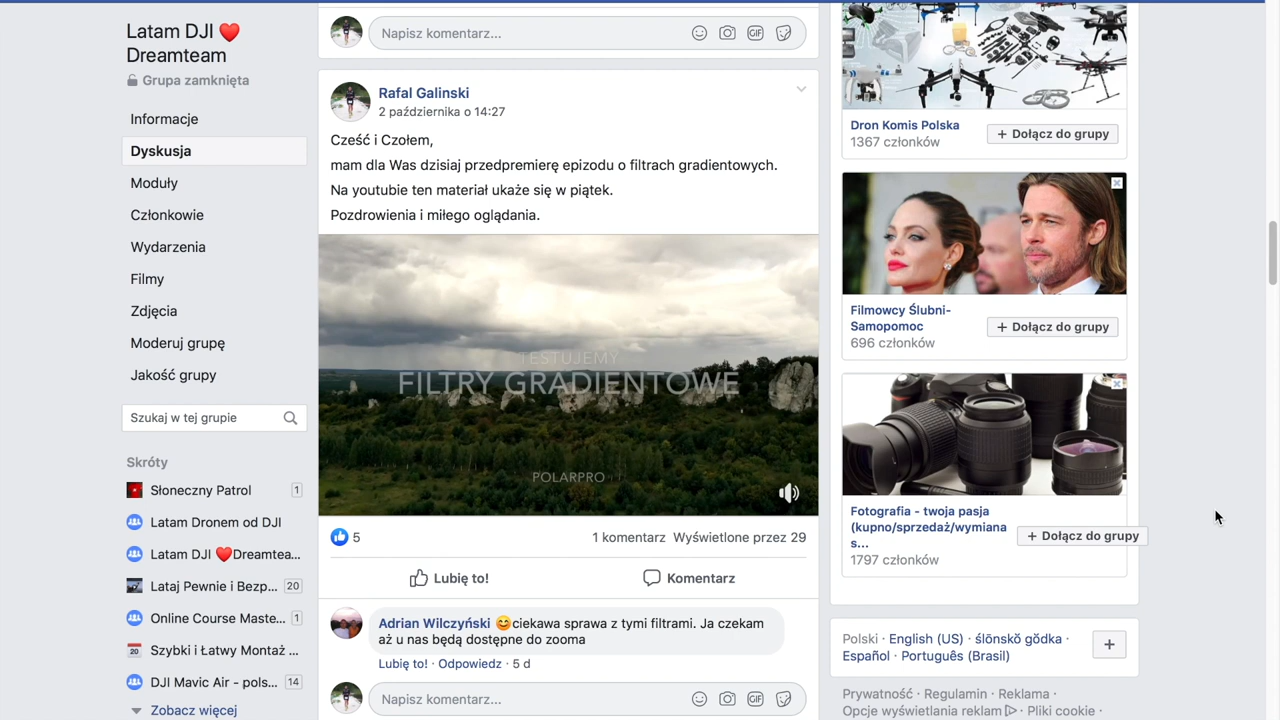 Latam DJI ❤️
Dreamteam
Grupa zamknięta
Informacje
Dyskusja
Moduły
Członkowie
Wydarzenia
Filmy
Zdjęcia
Moderuj grupę
Jakość grupy
Szukaj w tej grupie
Skróty
Słoneczny Patrol 1
Latam Dronem od DJI
Latam DJI ❤️Dreamtea...
Lataj Pewnie i Bezp... 20
Online Course Maste... 1
Szybki i Łatwy Montaż ...
DJI Mavic Air - pols... 14
Zobacz więcej
Napisz komentarz...
GIF
Rafal Galinski
2 października o 14:27
Cześć i Czołem,
mam dla Was dzisiaj przedpremierę epizodu o filtrach gradientowych.
Na youtubie ten materiał ukaże się w piątek.
Pozdrowienia i miłego oglądania.
TESTUJEMY
FILTRY GRADIENTOWE
POLARPRO
5
1 komentarz Wyświetlone przez 29
Lubię to!
Komentarz
Adrian Wilczyński 😊ciekawa sprawa z tymi filtrami. Ja czekam
aż u nas będą dostępne do zooma
Lubię to! · Odpowiedz · 5 d
Napisz komentarz...
GIF
Dron Komis Polska
1367 członków
+ Dołącz do grupy
Filmowcy Ślubni-
Samopomoc
696 członków
+ Dołącz do grupy
Fotografia - twoja pasja
(kupno/sprzedaż/wymiana
s...
1797 członków
+ Dołącz do grupy
Polski · English (US) · ślōnskŏ gŏdka ·
Español · Português (Brasil)
+
Prywatność · Regulamin · Reklama ·
Opcje wyświetlania reklam · Pliki cookie ·